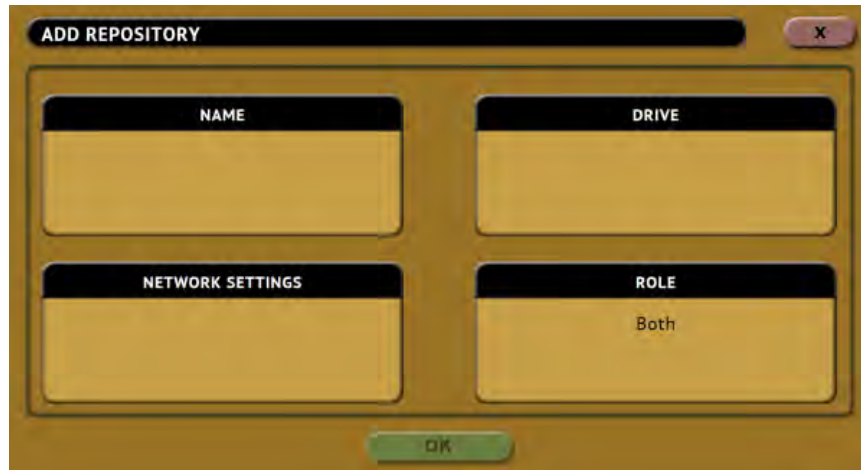 ADD REPOSITORY
X
NAME
DRIVE
NETWORK SETTINGS
ROLE
Both
OK